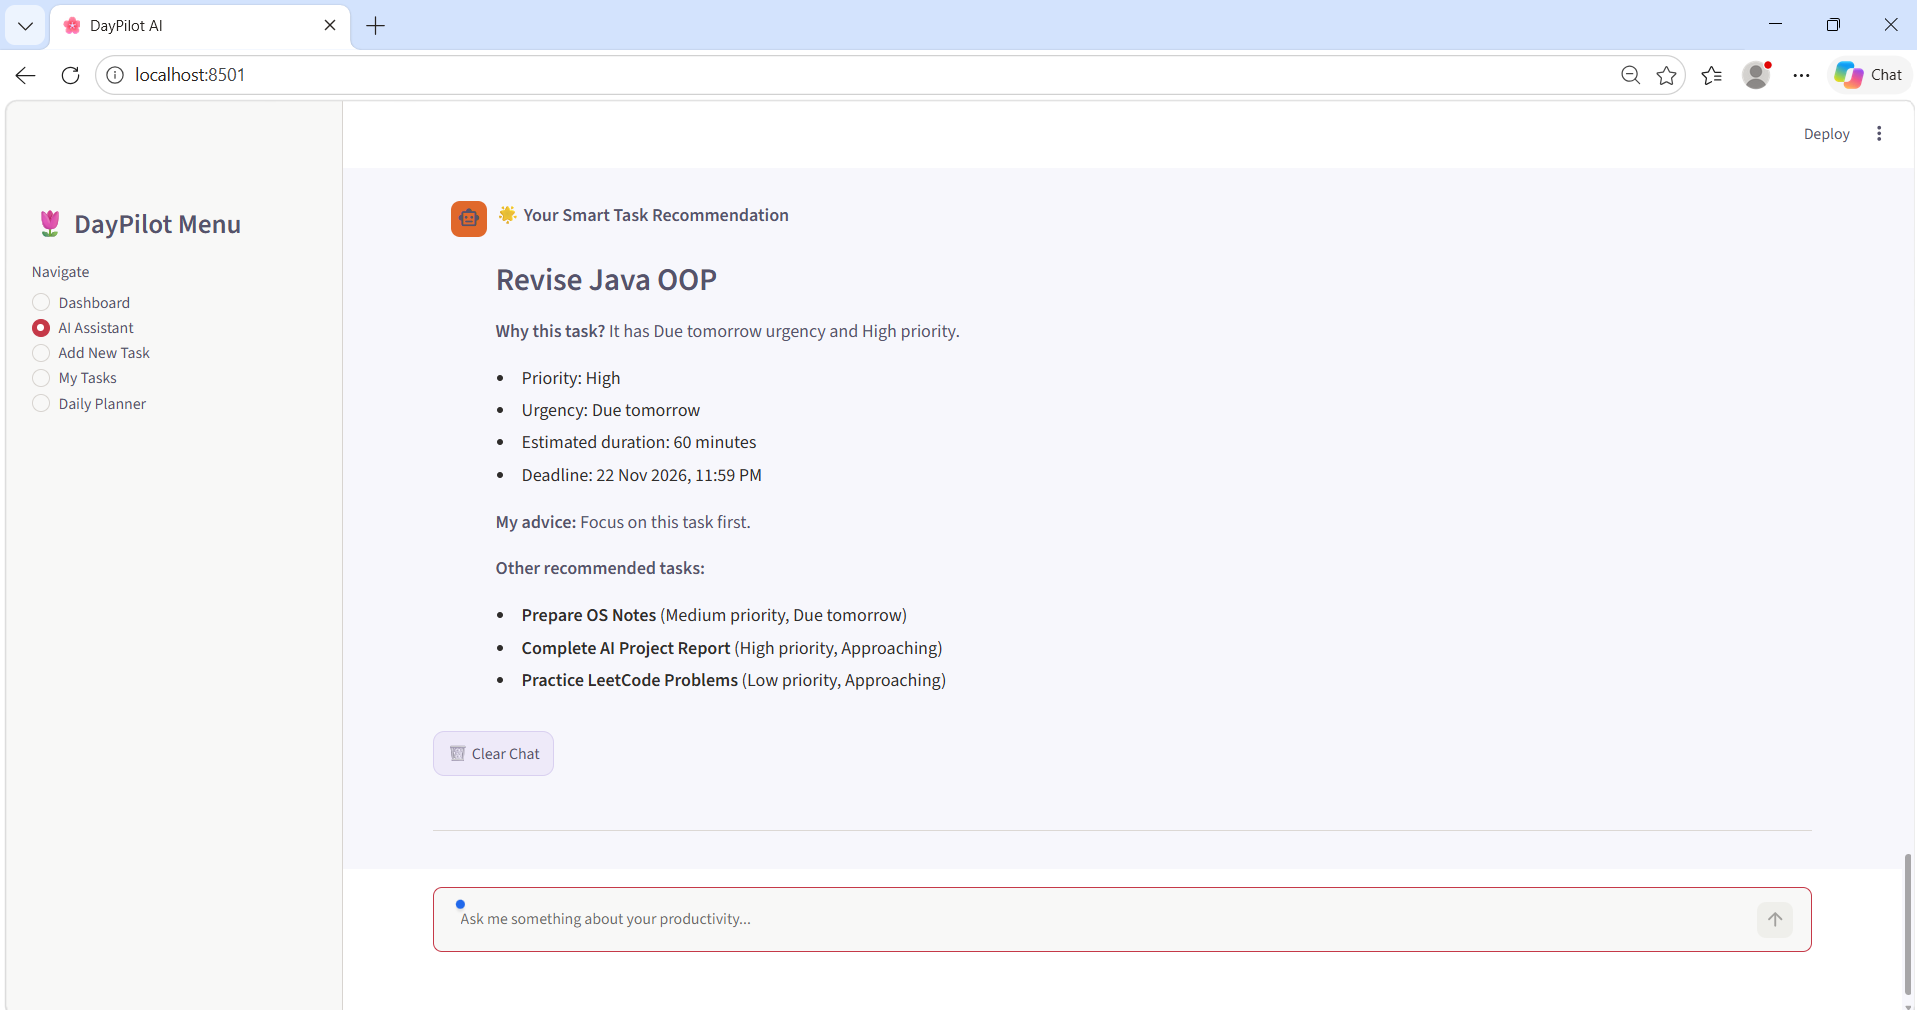 DayPilot AI
localhost:8501
Chat
Deploy
DayPilot Menu
Navigate
Dashboard
AI Assistant
Add New Task
My Tasks
Daily Planner
Your Smart Task Recommendation
Revise Java OOP
Why this task? It has Due tomorrow urgency and High priority.
Priority: High
Urgency: Due tomorrow
Estimated duration: 60 minutes
Deadline: 22 Nov 2026, 11:59 PM
My advice: Focus on this task first.
Other recommended tasks:
Prepare OS Notes (Medium priority, Due tomorrow)
Complete AI Project Report (High priority, Approaching)
Practice LeetCode Problems (Low priority, Approaching)
Clear Chat
Ask me something about your productivity...